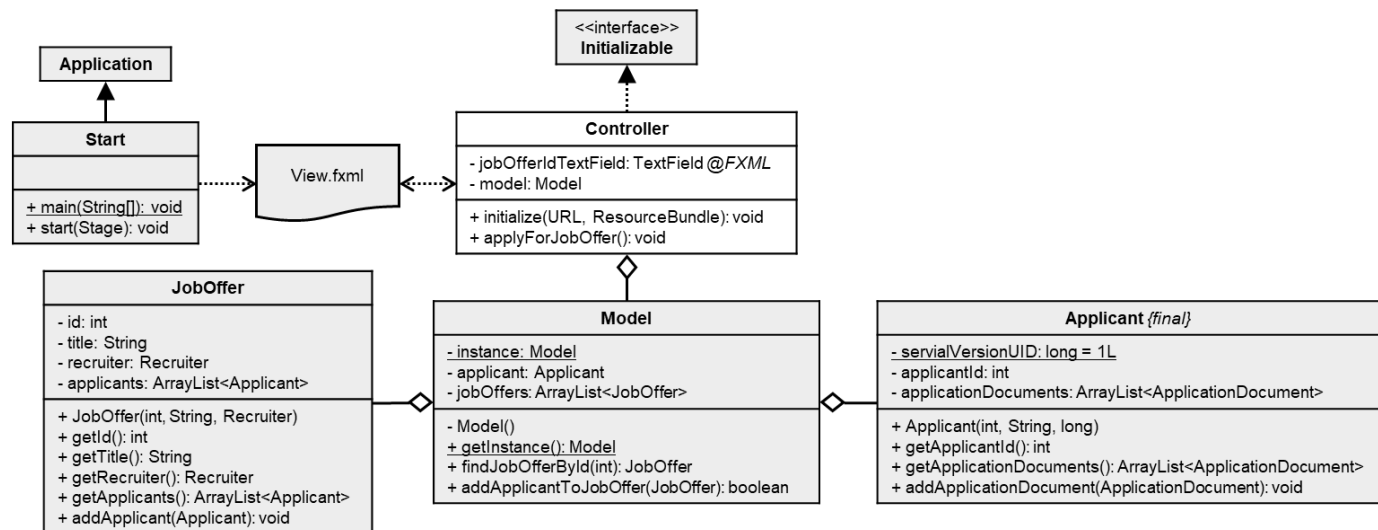 <<interface>>
Initializable
Application
Start
+ main(String[]): void
+ start(Stage): void
View.fxml
Controller
- jobOfferIdTextField: TextField @FXML
- model: Model
+ initialize(URL, ResourceBundle): void
+ applyForJobOffer(): void
JobOffer
- id: int
- title: String
- recruiter: Recruiter
- applicants: ArrayList<Applicant>
+ JobOffer(int, String, Recruiter)
+ getId(): int
+ getTitle(): String
+ getRecruiter(): Recruiter
+ getApplicants(): ArrayList<Applicant>
+ addApplicant(Applicant): void
Model
- instance: Model
- applicant: Applicant
- jobOffers: ArrayList<JobOffer>
- Model()
+ getInstance(): Model
+ findJobOfferById(int): JobOffer
+ addApplicantToJobOffer(JobOffer): boolean
Applicant {final}
- servialVersionUID: long = 1L
- applicantId: int
- applicationDocuments: ArrayList<ApplicationDocument>
+ Applicant(int, String, long)
+ getApplicantId(): int
+ getApplicationDocuments(): ArrayList<ApplicationDocument>
+ addApplicationDocument(ApplicationDocument): void